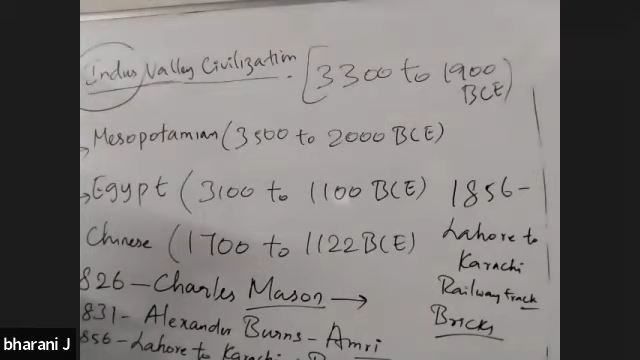 Indus Valley Civilization. [3300 to 1900 BCE)
Mesopotamian (3500 to 2000 BCE)
Egypt (3100 to 1100 BCE)
Chinese (1700 to 1122 BCE)
826 - Charles Mason →
831 - Alexander Burns - Amri
856 - Lahore to Karachi
1856 -
Lahore to
Karachi
Railway track
Bricks
bharani J